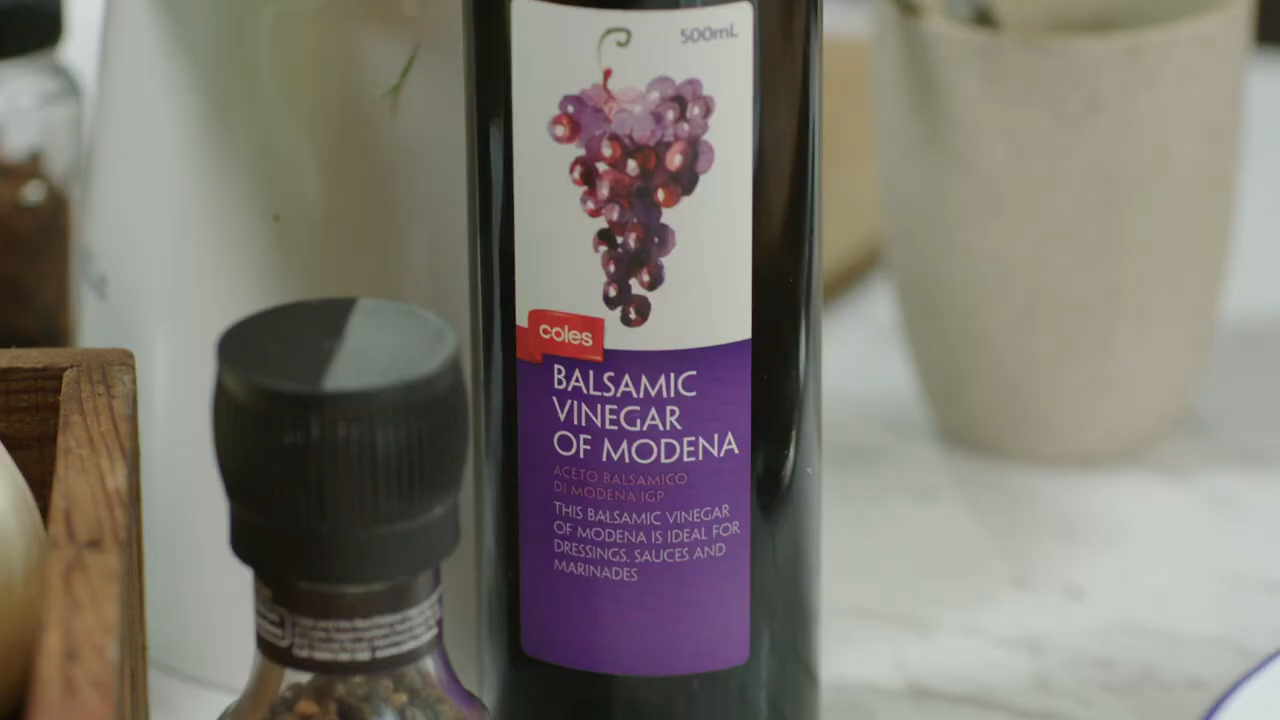 500mL
coles
BALSAMIC
VINEGAR
OF MODENA
ACETO BALSAMICO
DI MODENA IGP
THIS BALSAMIC VINEGAR
OF MODENA IS IDEAL FOR
DRESSINGS, SAUCES AND
MARINADES